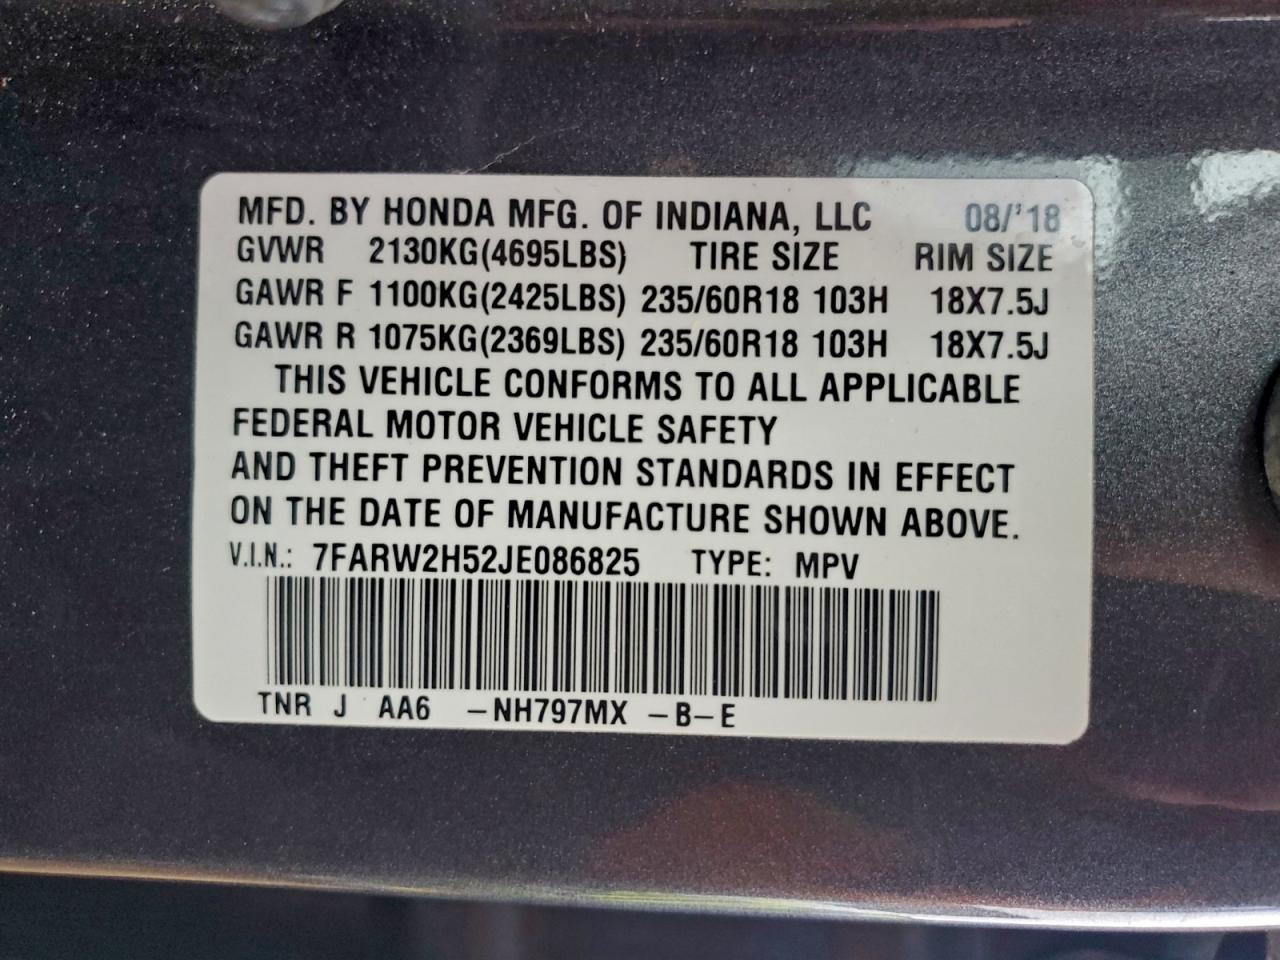 MFD. BY HONDA MFG. OF INDIANA, LLC 08/'18
GVWR 2130KG(4695LBS) TIRE SIZE RIM SIZE
GAWR F 1100KG(2425LBS) 235/60R18 103H 18X7.5J
GAWR R 1075KG(2369LBS) 235/60R18 103H 18X7.5J
THIS VEHICLE CONFORMS TO ALL APPLICABLE
FEDERAL MOTOR VEHICLE SAFETY
AND THEFT PREVENTION STANDARDS IN EFFECT
ON THE DATE OF MANUFACTURE SHOWN ABOVE.
V.I.N.: 7FARW2H52JE086825 TYPE: MPV
TNR J AA6 -NH797MX -B-E